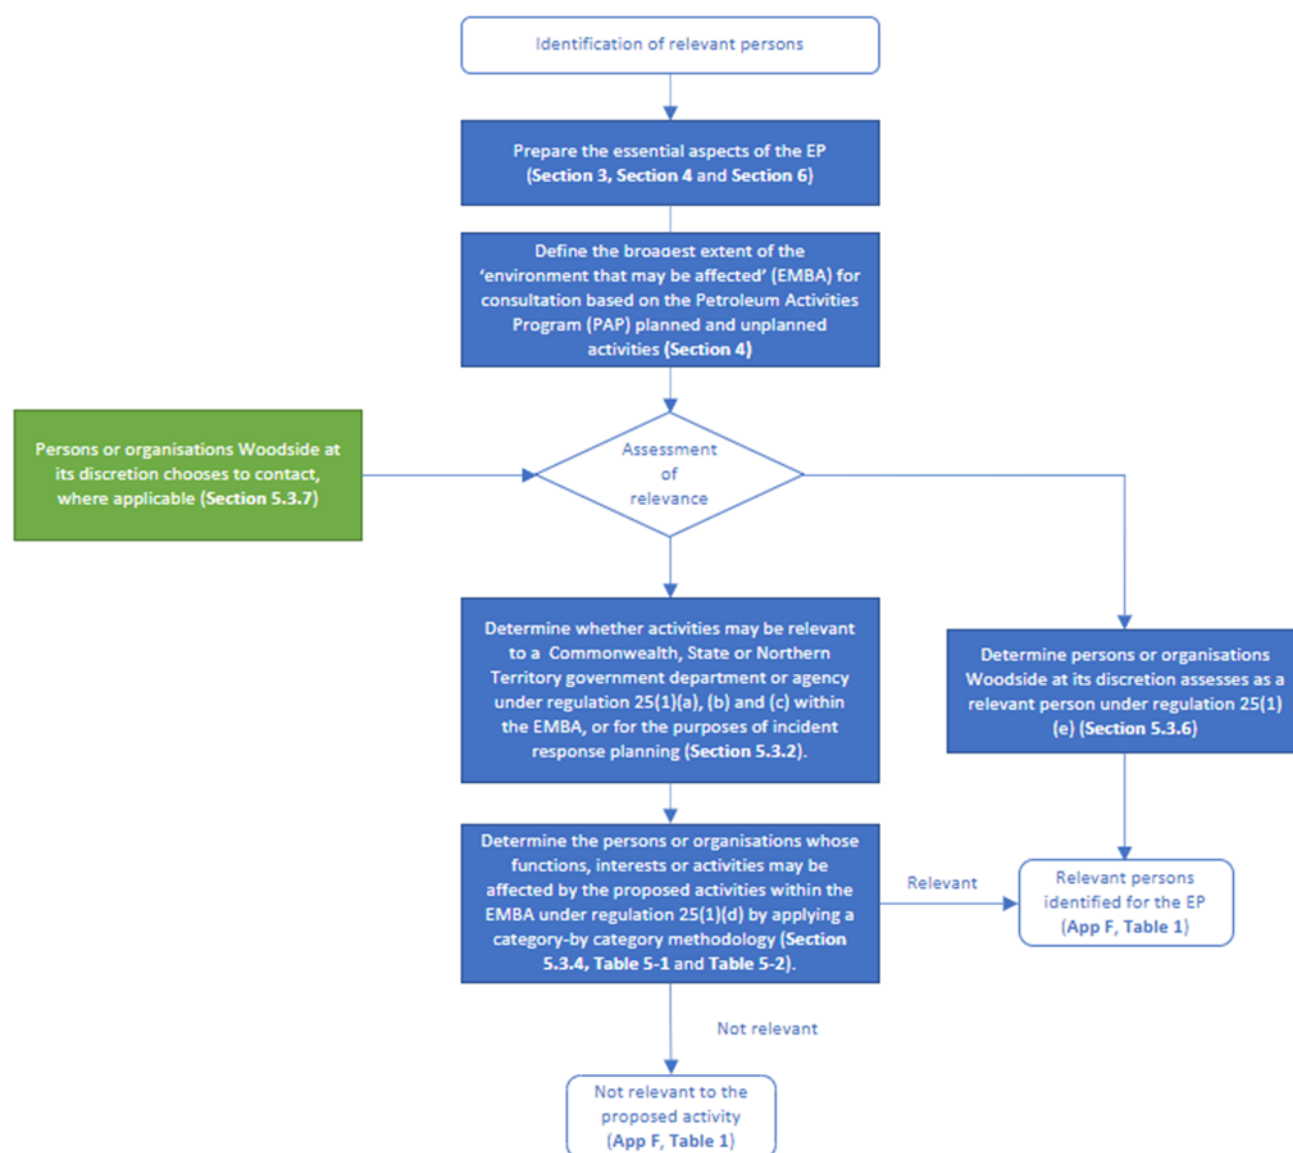 Identification of relevant persons
Prepare the essential aspects of the EP
(Section 3, Section 4 and Section 6)
Define the broadest extent of the
‘environment that may be affected’ (EMBA) for
consultation based on the Petroleum Activities
Program (PAP) planned and unplanned
activities (Section 4)
Persons or organisations Woodside at
its discretion chooses to contact,
where applicable (Section 5.3.7)
Assessment
of
relevance
Determine whether activities may be relevant
to a Commonwealth, State or Northern
Territory government department or agency
under regulation 25(1)(a), (b) and (c) within
the EMBA, or for the purposes of incident
response planning (Section 5.3.2).
Determine persons or organisations
Woodside at its discretion assesses as a
relevant person under regulation 25(1)
(e) (Section 5.3.6)
Determine the persons or organisations whose
functions, interests or activities may be
affected by the proposed activities within the
EMBA under regulation 25(1)(d) by applying a
category-by category methodology (Section
5.3.4, Table 5-1 and Table 5-2).
Relevant
Relevant persons
identified for the EP
(App F, Table 1)
Not relevant
Not relevant to the
proposed activity
(App F, Table 1)